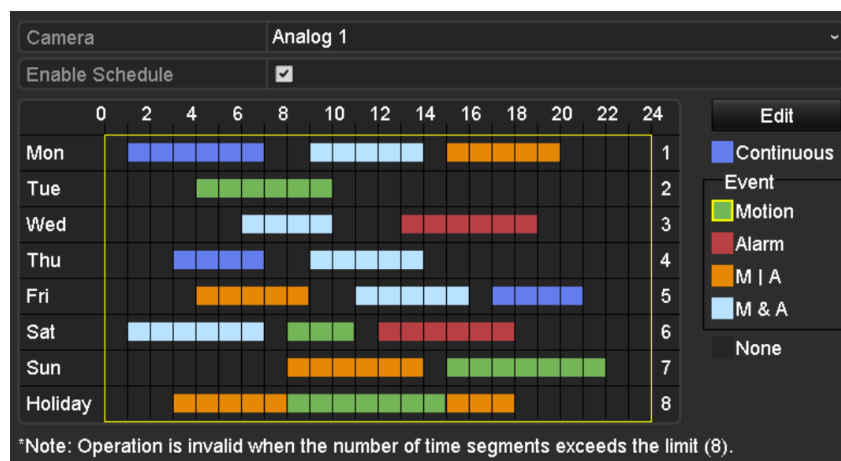 Camera Analog 1
Enable Schedule
0 2 4 6 8 10 12 14 16 18 20 22 24
Edit
Mon 1
Continuous
Event
Tue 2
Motion
Wed 3
Alarm
Thu 4
M | A
Fri 5
M & A
Sat 6
None
Sun 7
Holiday 8
*Note: Operation is invalid when the number of time segments exceeds the limit (8).